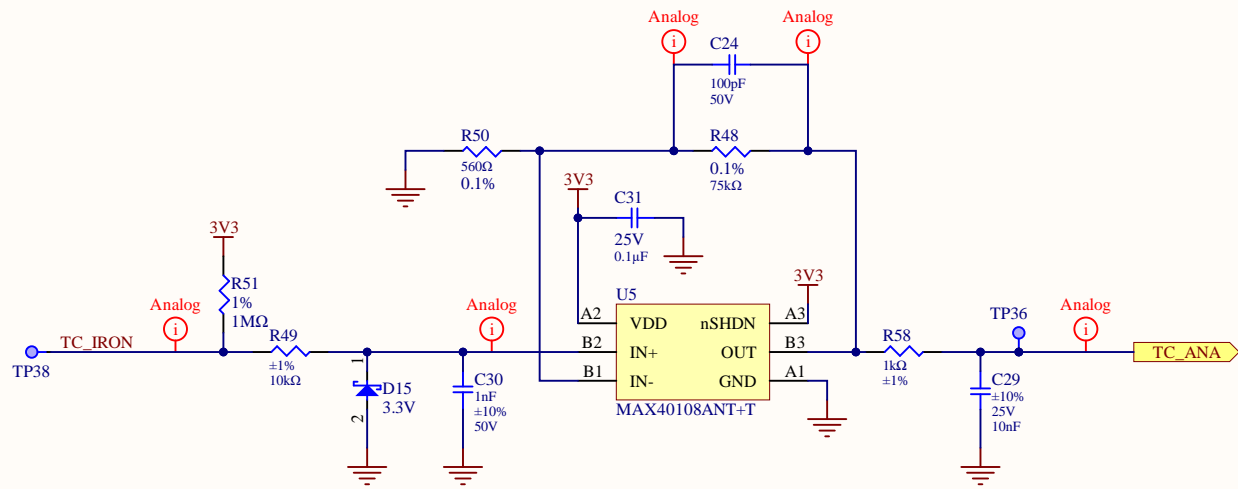 Analog
Analog
i
i
C24
100pF
50V
R50
560Ω
0.1%
R48
0.1%
75kΩ
3V3
C31
25V
0.1µF
3V3
R51
1%
1MΩ
Analog
i
TC_IRON
TP38
R49
±1%
10kΩ
Analog
i
1
D15
3.3V
2
C30
1nF
±10%
50V
U5
A2
VDD
nSHDN
A3
B2
IN+
OUT
B3
B1
IN-
GND
A1
MAX40108ANT+T
3V3
R58
1kΩ
±1%
TP36
Analog
i
TC_ANA
C29
±10%
25V
10nF